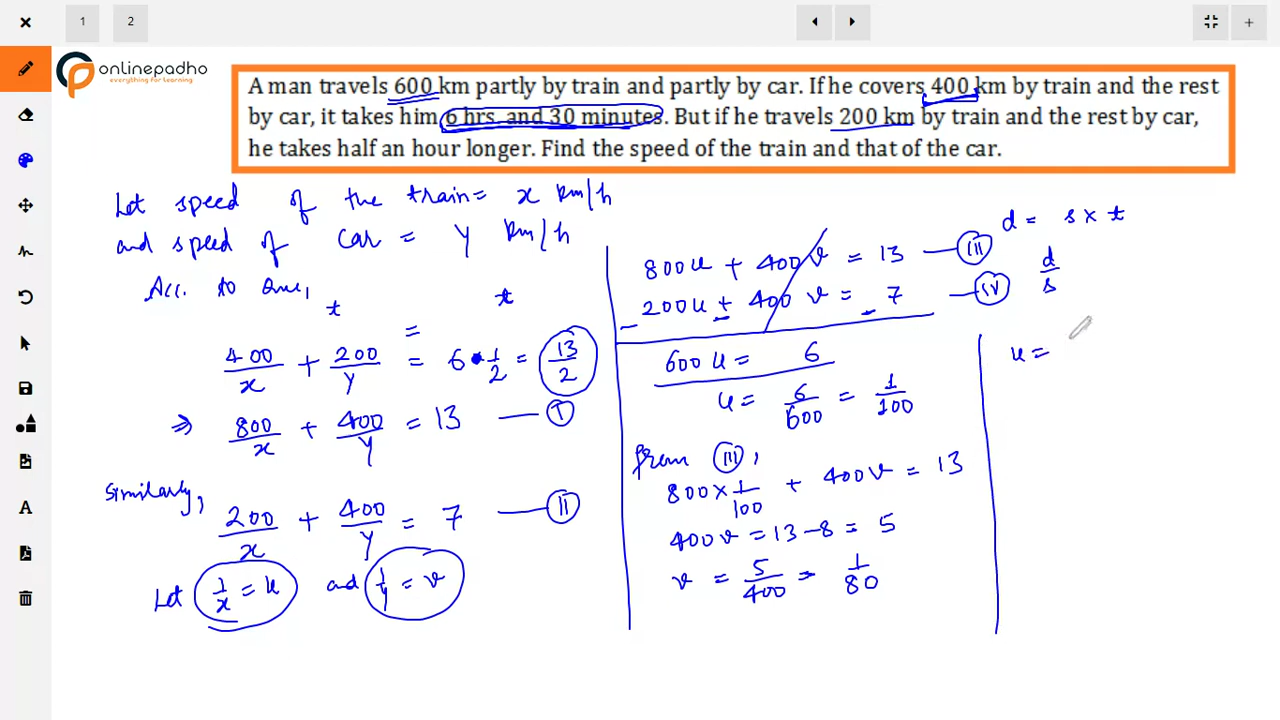 1
2
onlinepadho
everything for learning
A man travels 600 km partly by train and partly by car. If he covers 400 km by train and the rest
by car, it takes him 6 hrs. and 30 minutes. But if he travels 200 km by train and the rest by car,
he takes half an hour longer. Find the speed of the train and that of the car.
Let speed of the train = x km/h
and speed of car = y km/h
Acc. to Ques,
t t
=
400/x + 200/y = 6 1/2 = 13/2
⇒ 800/x + 400/y = 13 — I
Similarly,
200/x + 400/y = 7 — II
Let 1/x = u and 1/y = v
800u + 400v = 13 — III
200u + 400v = 7 — IV
− − −
600u = 6
u = 6/600 = 1/100
from III,
800 × 1/100 + 400v = 13
400v = 13 − 8 = 5
v = 5/400 = 1/80
d = s × t
d/s
u =
A